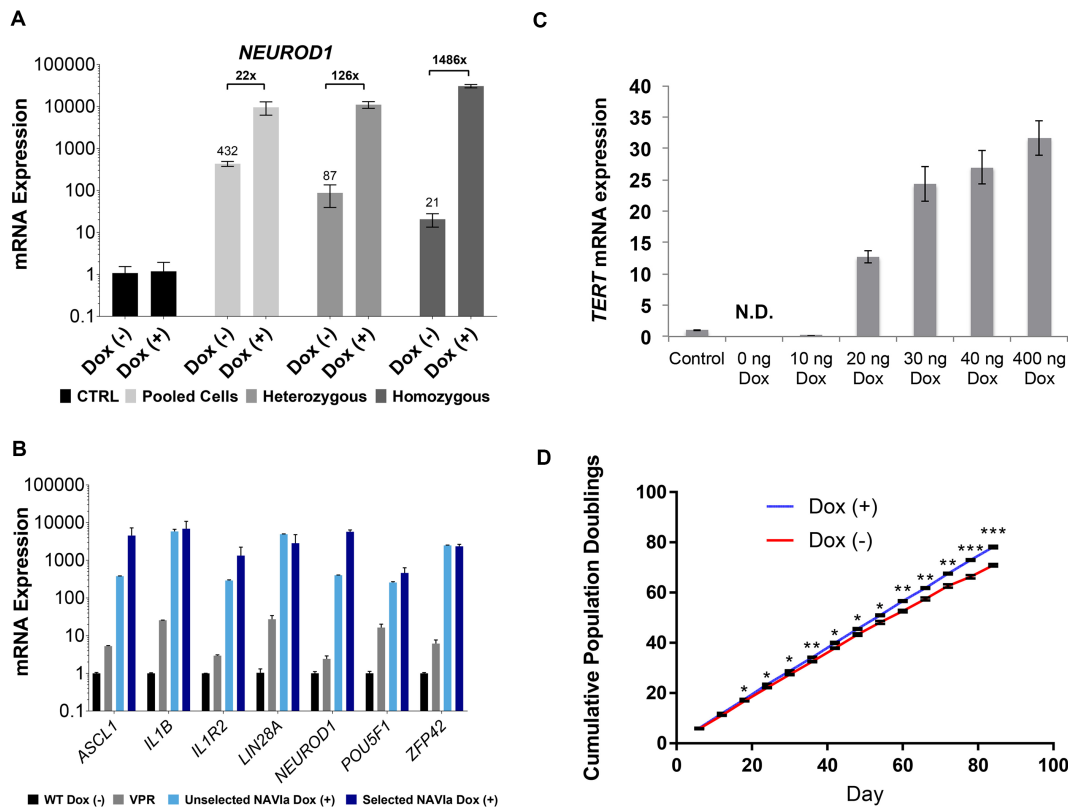 A
NEUROD1
mRNA Expression
100000
10000
1000
100
10
1
0.1
22x
126x
1486x
432
87
21
Dox (-)
Dox (+)
Dox (-)
Dox (+)
Dox (-)
Dox (+)
Dox (-)
Dox (+)
CTRL Pooled Cells Heterozygous Homozygous
B
mRNA Expression
100000
10000
1000
100
10
1
0.1
ASCL1
IL1B
IL1R2
LIN28A
NEUROD1
POU5F1
ZFP42
WT Dox (-) VPR Unselected NAVIa Dox (+) Selected NAVIa Dox (+)
C
TERT mRNA expression
40
35
30
25
20
15
10
5
0
N.D.
Control 0 ng 10 ng 20 ng 30 ng 40 ng 400 ng
Dox Dox Dox Dox Dox Dox
D
Cumulative Population Doublings
100
80
60
40
20
0
Dox (+)
Dox (-)
* * * ** * * * ** ** ** *** ***
0 20 40 60 80 100
Day